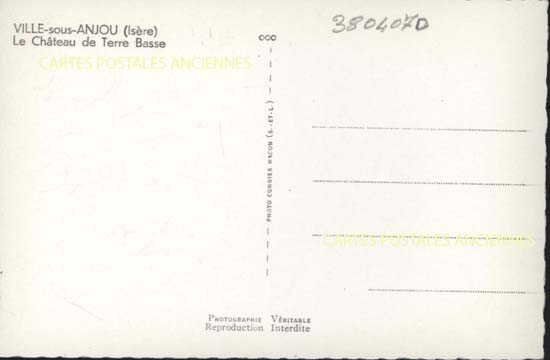 VILLE-sous-ANJOU (Isère)
Le Château de Terre Basse
CARTES POSTALES ANCIENNES
380407D
PHOTO COMBIER MACON (S.-ET-L.)
CARTES POSTALES ANCIENNES
PHOTOGRAPHIE VÉRITABLE
Reproduction Interdite